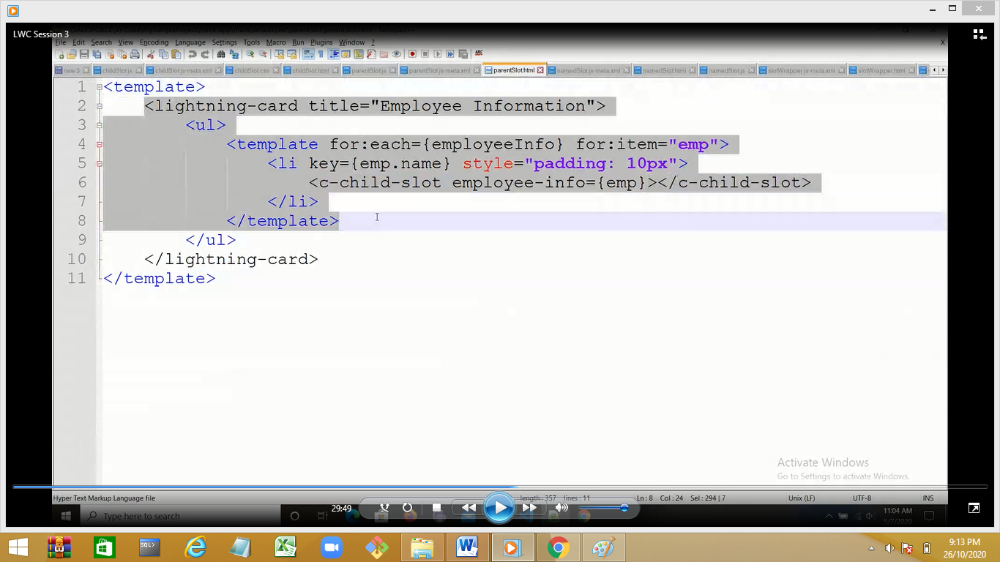 LWC Session 3
File Edit Search View Encoding Language Settings Tools Macro Run Plugins Window ? X
new 3 childSlot.js childSlot.js-meta.xml childSlot.css childSlot.html parentSlot.js parentSlot.js-meta.xml parentSlot.html namedSlot.js-meta.xml namedSlot.html namedSlot.js slotWrapper.js-meta.xml slotWrapper.html
1 <template>
2 <lightning-card title="Employee Information">
3 <ul>
4 <template for:each={employeeInfo} for:item="emp">
5 <li key={emp.name} style="padding: 10px">
6 <c-child-slot employee-info={emp}></c-child-slot>
7 </li>
8 </template>
9 </ul>
10 </lightning-card>
11 </template>
Activate Windows
Go to Settings to activate Windows.
Hyper Text Markup Language file length : 357 lines : 11 Ln : 8 Col : 24 Sel : 294 | 7 Unix (LF) UTF-8 INS
29:49
Type here to search
11:04 AM
5/7/2020
SQL>
9:13 PM
26/10/2020